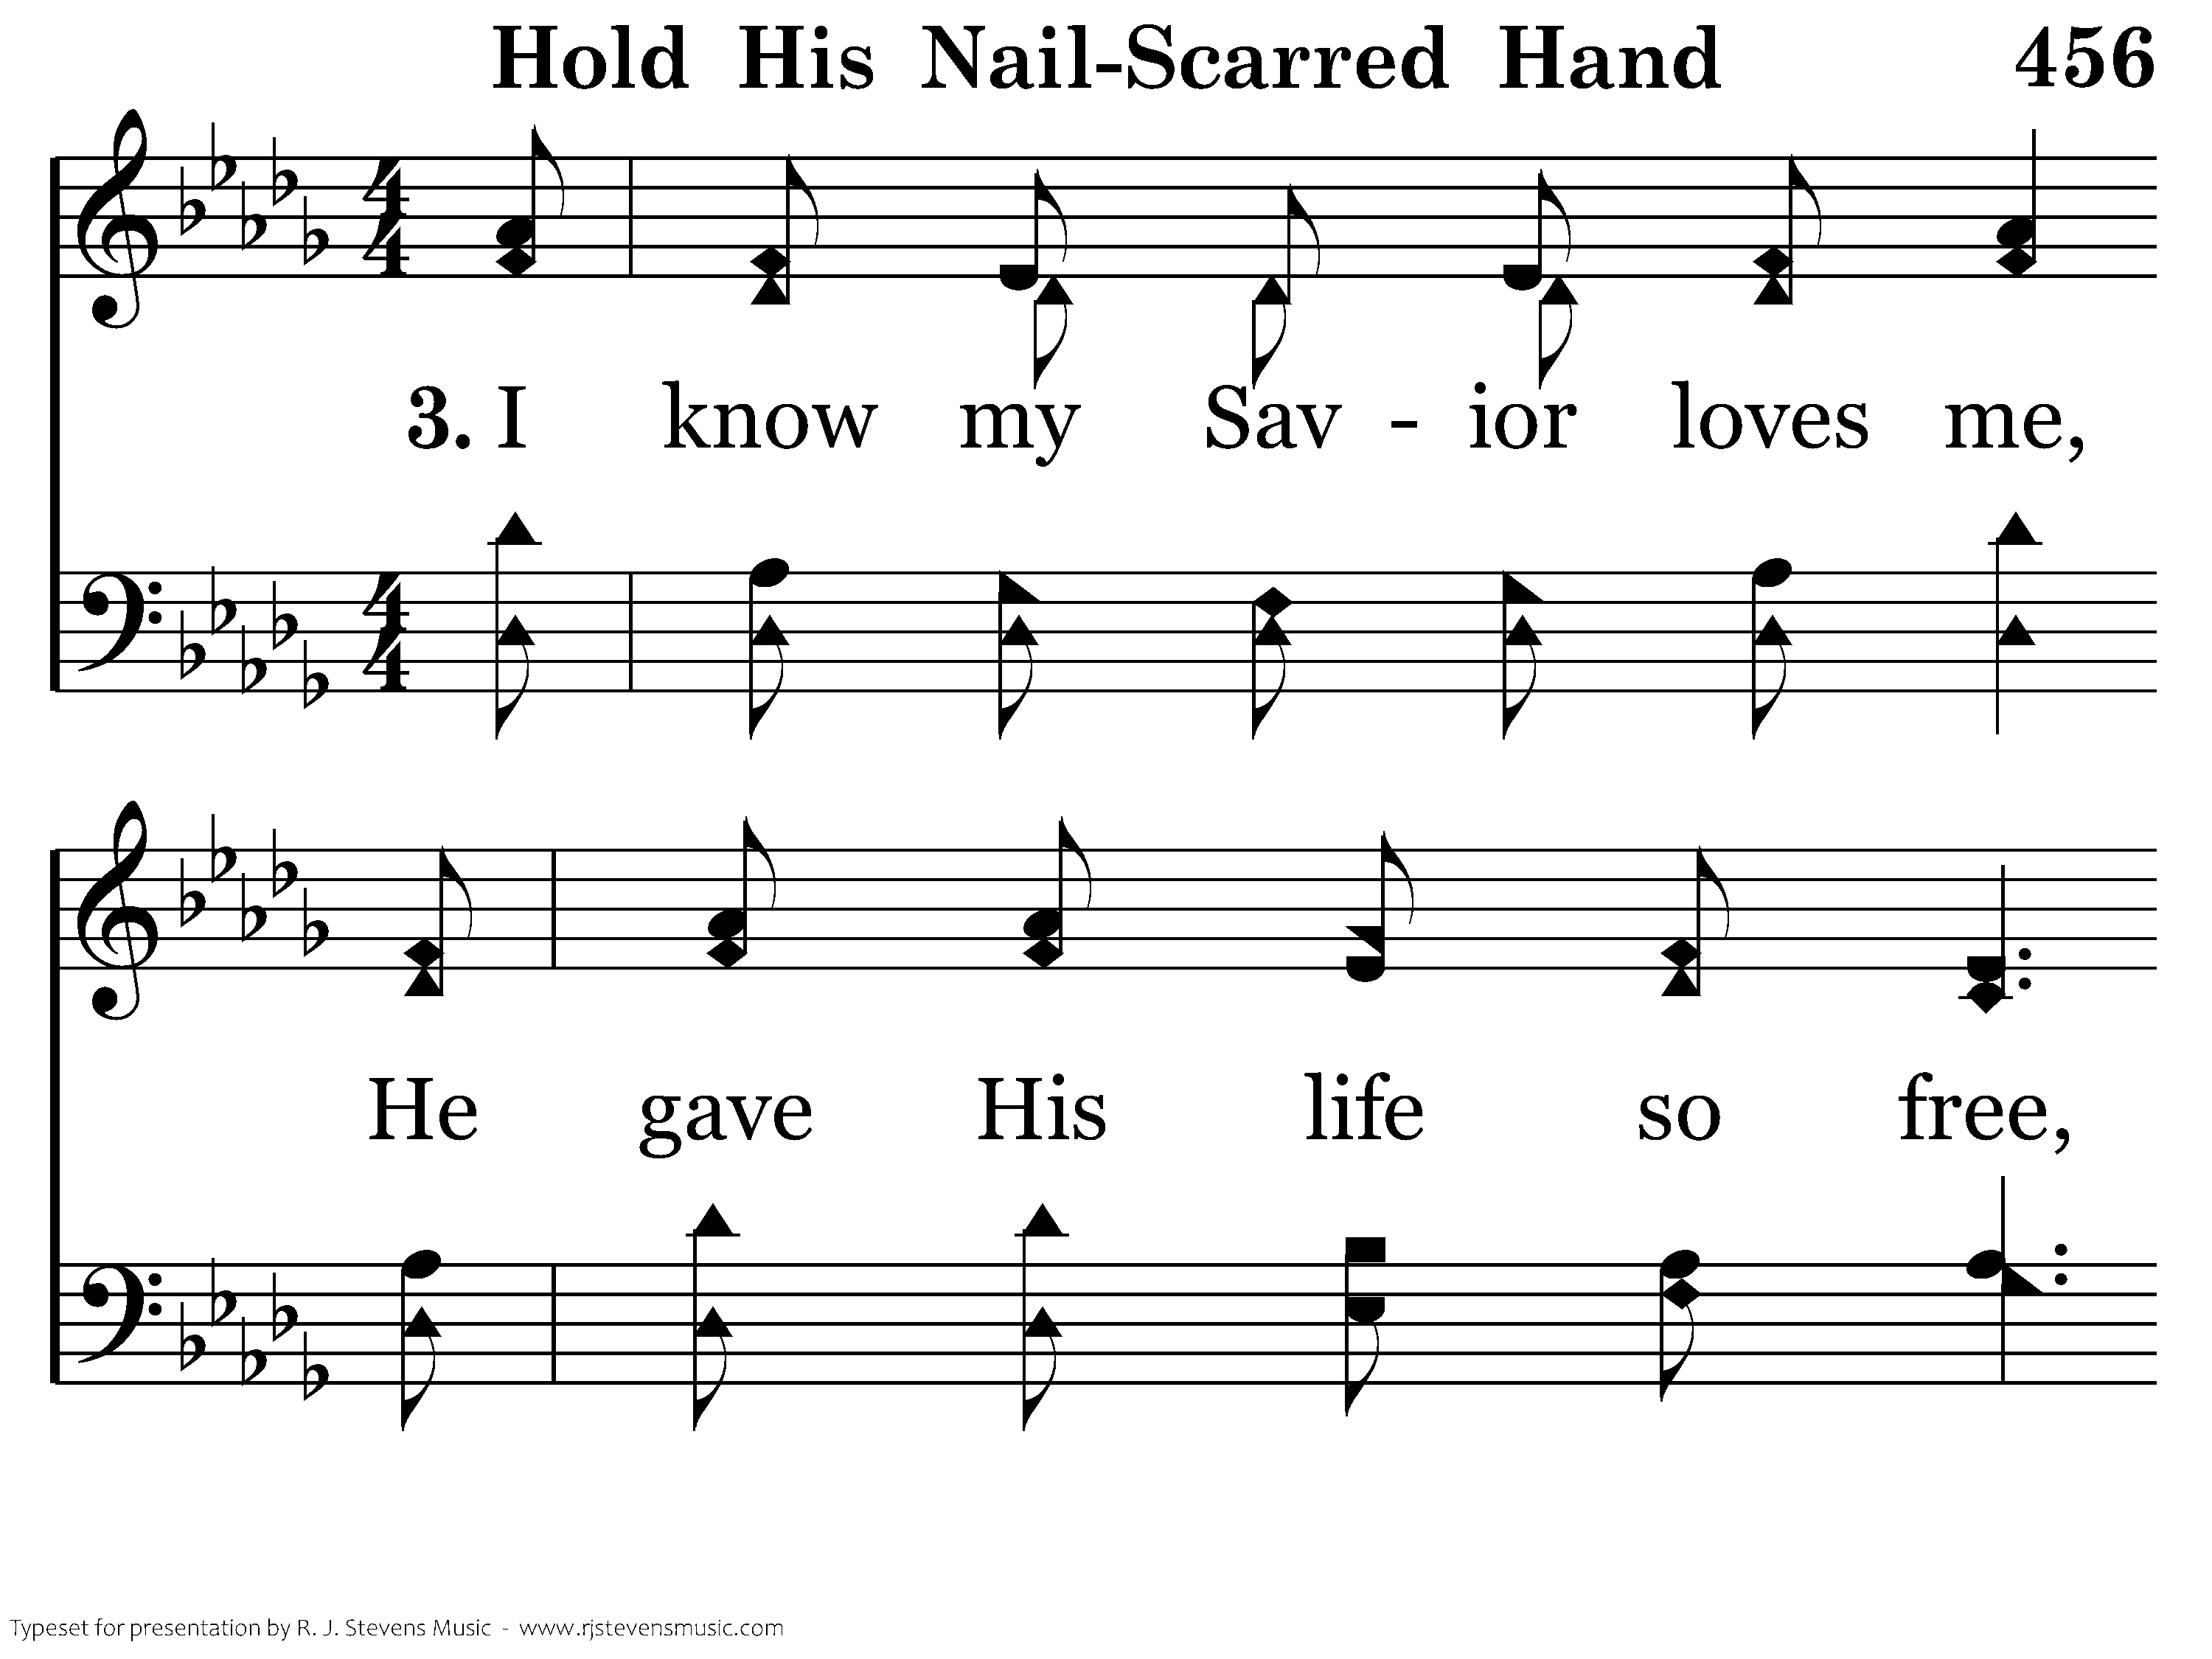 Hold His Nail-Scarred Hand 456
3. I know my Sav - ior loves me,
He gave His life so free,
Typeset for presentation by R. J. Stevens Music - www.rjstevensmusic.com